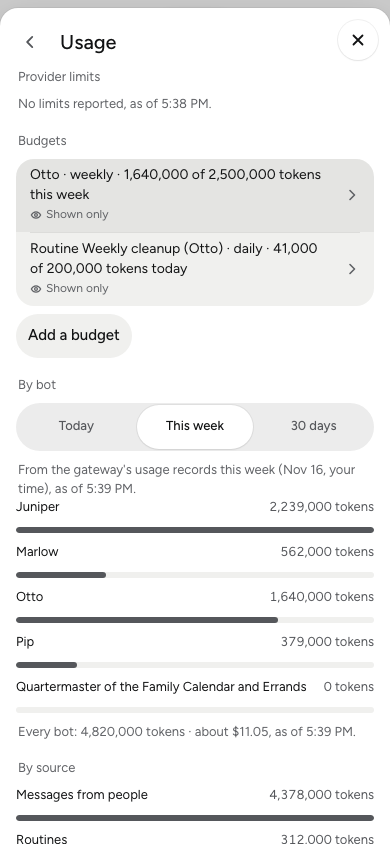 Usage
Provider limits
No limits reported, as of 5:38 PM.
Budgets
Otto · weekly · 1,640,000 of 2,500,000 tokens
this week
Shown only
Routine Weekly cleanup (Otto) · daily · 41,000
of 200,000 tokens today
Shown only
Add a budget
By bot
Today This week 30 days
From the gateway's usage records this week (Nov 16, your
time), as of 5:39 PM.
Juniper 2,239,000 tokens
Marlow 562,000 tokens
Otto 1,640,000 tokens
Pip 379,000 tokens
Quartermaster of the Family Calendar and Errands 0 tokens
Every bot: 4,820,000 tokens · about $11.05, as of 5:39 PM.
By source
Messages from people 4,378,000 tokens
Routines 312,000 tokens